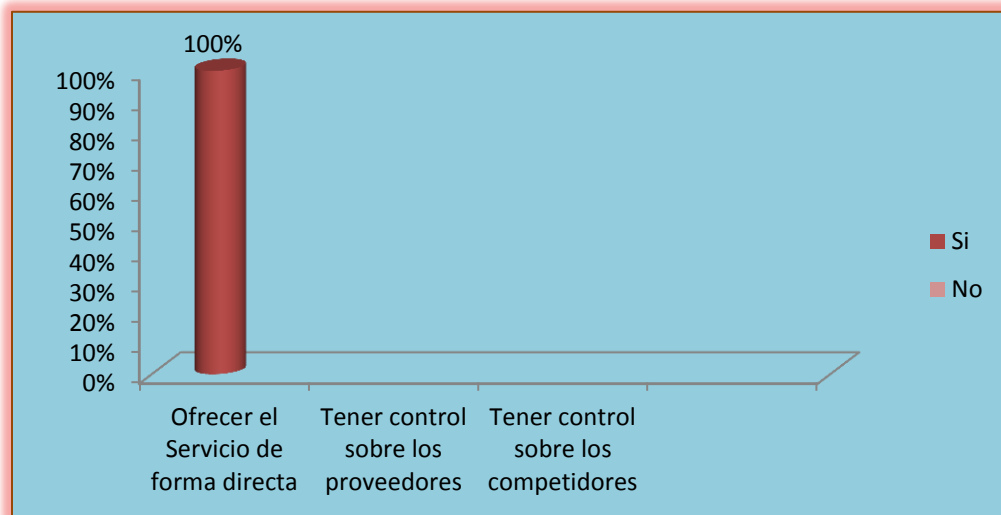 100%
100%
90%
80%
70%
60%
50%
40%
30%
20%
10%
0%
Ofrecer el
Servicio de
forma directa
Tener control
sobre los
proveedores
Tener control
sobre los
competidores
Si
No